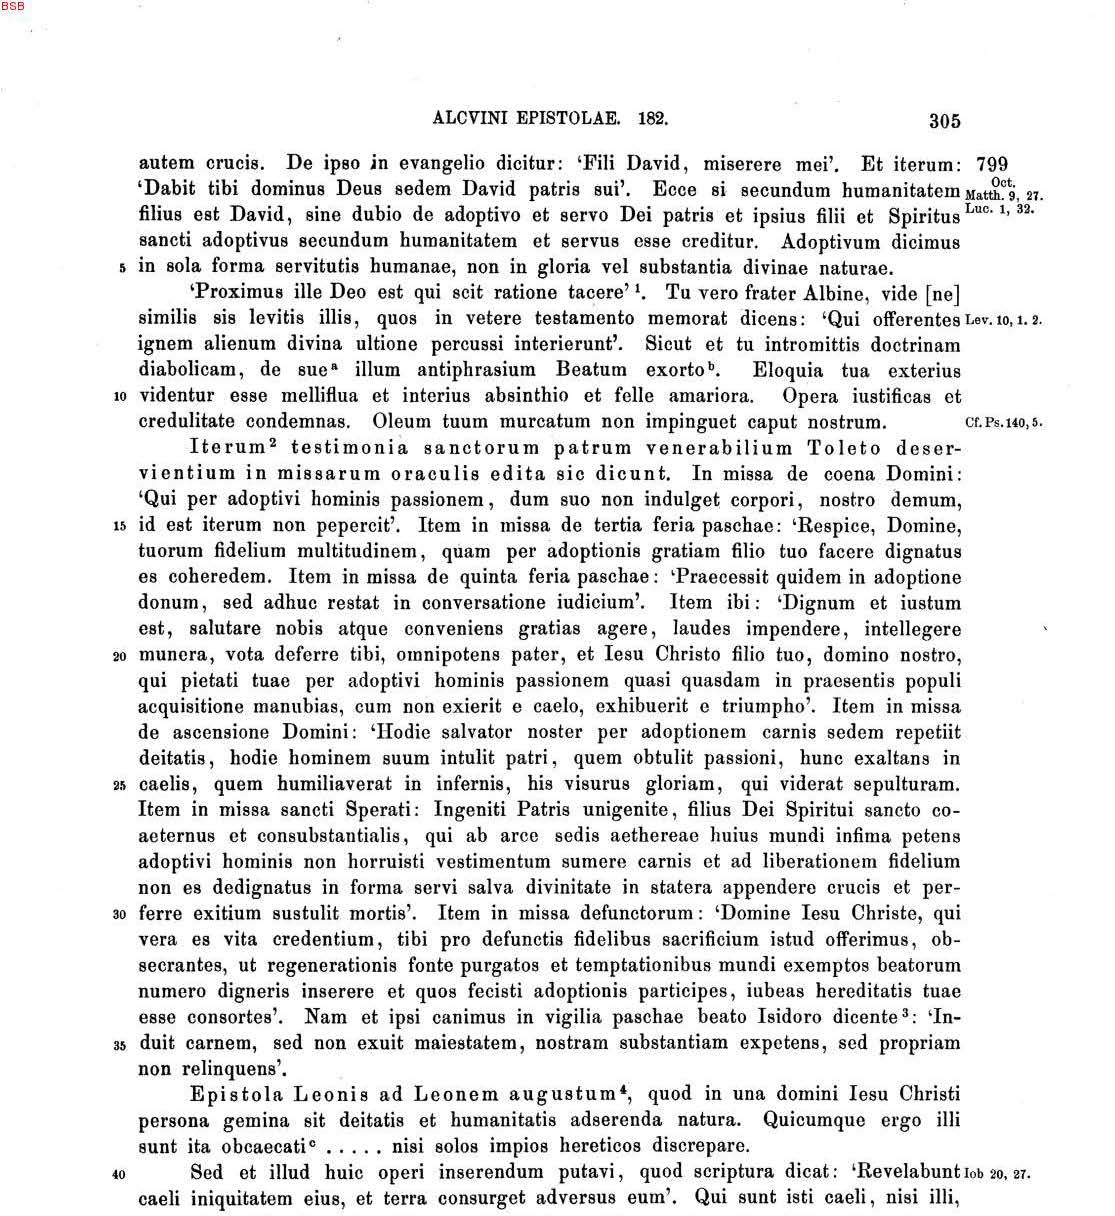 BSB
ALCVINI EPISTOLAE. 182. 305
autem crucis. De ipso in evangelio dicitur: ‘Fili David, miserere mei’. Et iterum: 799
Oct.
‘Dabit tibi dominus Deus sedem David patris sui’. Ecce si secundum humanitatem Matth. 9, 27.
filius est David, sine dubio de adoptivo et servo Dei patris et ipsius filii et Spiritus Luc. 1, 32.
sancti adoptivus secundum humanitatem et servus esse creditur. Adoptivum dicimus
5 in sola forma servitutis humanae, non in gloria vel substantia divinae naturae.
‘Proximus ille Deo est qui scit ratione tacere’ 1. Tu vero frater Albine, vide [ne]
similis sis levitis illis, quos in vetere testamento memorat dicens: ‘Qui offerentes Lev. 10, 1. 2.
ignem alienum divina ultione percussi interierunt’. Sicut et tu intromittis doctrinam
diabolicam, de sue a illum antiphrasium Beatum exorto b. Eloquia tua exterius
10 videntur esse melliflua et interius absinthio et felle amariora. Opera iustificas et
credulitate condemnas. Oleum tuum murcatum non impinguet caput nostrum. Cf. Ps. 140, 5.
Iterum 2 testimonia sanctorum patrum venerabilium Toleto deser-
vientium in missarum oraculis edita sic dicunt. In missa de coena Domini:
‘Qui per adoptivi hominis passionem, dum suo non indulget corpori, nostro demum,
15 id est iterum non pepercit’. Item in missa de tertia feria paschae: ‘Respice, Domine,
tuorum fidelium multitudinem, quam per adoptionis gratiam filio tuo facere dignatus
es coheredem. Item in missa de quinta feria paschae: ‘Praecessit quidem in adoptione
donum, sed adhuc restat in conversatione iudicium’. Item ibi: ‘Dignum et iustum
est, salutare nobis atque conveniens gratias agere, laudes impendere, intellegere
20 munera, vota deferre tibi, omnipotens pater, et Iesu Christo filio tuo, domino nostro,
qui pietati tuae per adoptivi hominis passionem quasi quasdam in praesentis populi
acquisitione manubias, cum non exierit e caelo, exhibuerit e triumpho’. Item in missa
de ascensione Domini: ‘Hodie salvator noster per adoptionem carnis sedem repetiit
deitatis, hodie hominem suum intulit patri, quem obtulit passioni, hunc exaltans in
25 caelis, quem humiliaverat in infernis, his visurus gloriam, qui viderat sepulturam.
Item in missa sancti Sperati: Ingeniti Patris unigenite, filius Dei Spiritui sancto co-
aeternus et consubstantialis, qui ab arce sedis aethereae huius mundi infima petens
adoptivi hominis non horruisti vestimentum sumere carnis et ad liberationem fidelium
non es dedignatus in forma servi salva divinitate in statera appendere crucis et per-
30 ferre exitium sustulit mortis’. Item in missa defunctorum: ‘Domine Iesu Christe, qui
vera es vita credentium, tibi pro defunctis fidelibus sacrificium istud offerimus, ob-
secrantes, ut regenerationis fonte purgatos et temptationibus mundi exemptos beatorum
numero digneris inserere et quos fecisti adoptionis participes, iubeas hereditatis tuae
esse consortes’. Nam et ipsi canimus in vigilia paschae beato Isidoro dicente 3: ‘In-
35 duit carnem, sed non exuit maiestatem, nostram substantiam expetens, sed propriam
non relinquens’.
Epistola Leonis ad Leonem augustum 4, quod in una domini Iesu Christi
persona gemina sit deitatis et humanitatis adserenda natura. Quicumque ergo illi
sunt ita obcaecati c ..... nisi solos impios hereticos discrepare.
40 Sed et illud huic operi inserendum putavi, quod scriptura dicat: ‘Revelabunt Iob 20, 27.
caeli iniquitatem eius, et terra consurget adversus eum’. Qui sunt isti caeli, nisi illi,